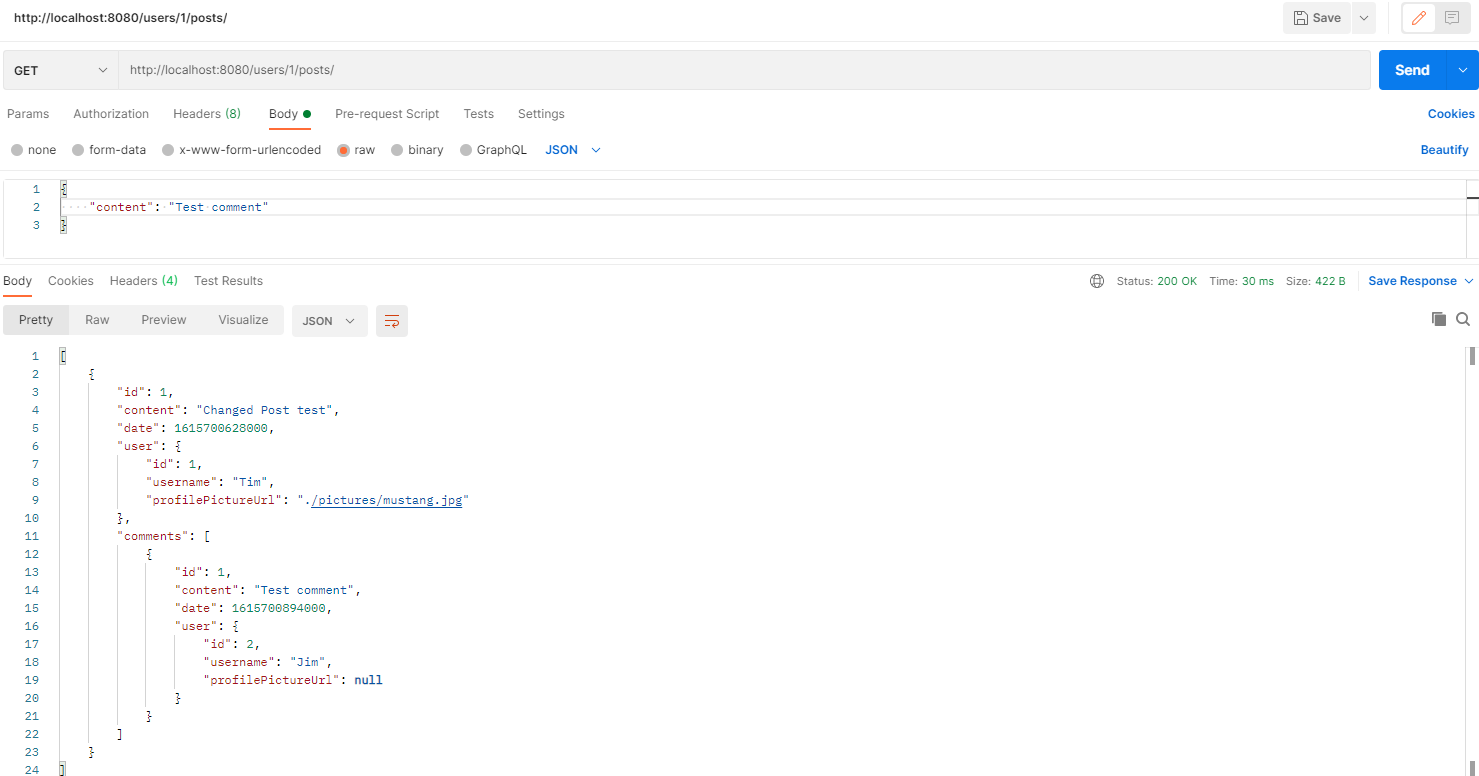 http://localhost:8080/users/1/posts/ Save
GET http://localhost:8080/users/1/posts/ Send
Params Authorization Headers (8) Body Pre-request Script Tests Settings Cookies
none form-data x-www-form-urlencoded raw binary GraphQL JSON Beautify
1 {
2 ····"content":·"Test·comment"
3 }
Body Cookies Headers (4) Test Results Status: 200 OK Time: 30 ms Size: 422 B Save Response
Pretty Raw Preview Visualize JSON
1 [
2 {
3 "id": 1,
4 "content": "Changed Post test",
5 "date": 1615700628000,
6 "user": {
7 "id": 1,
8 "username": "Tim",
9 "profilePictureUrl": "./pictures/mustang.jpg"
10 },
11 "comments": [
12 {
13 "id": 1,
14 "content": "Test comment",
15 "date": 1615700894000,
16 "user": {
17 "id": 2,
18 "username": "Jim",
19 "profilePictureUrl": null
20 }
21 }
22 ]
23 }
24 ]